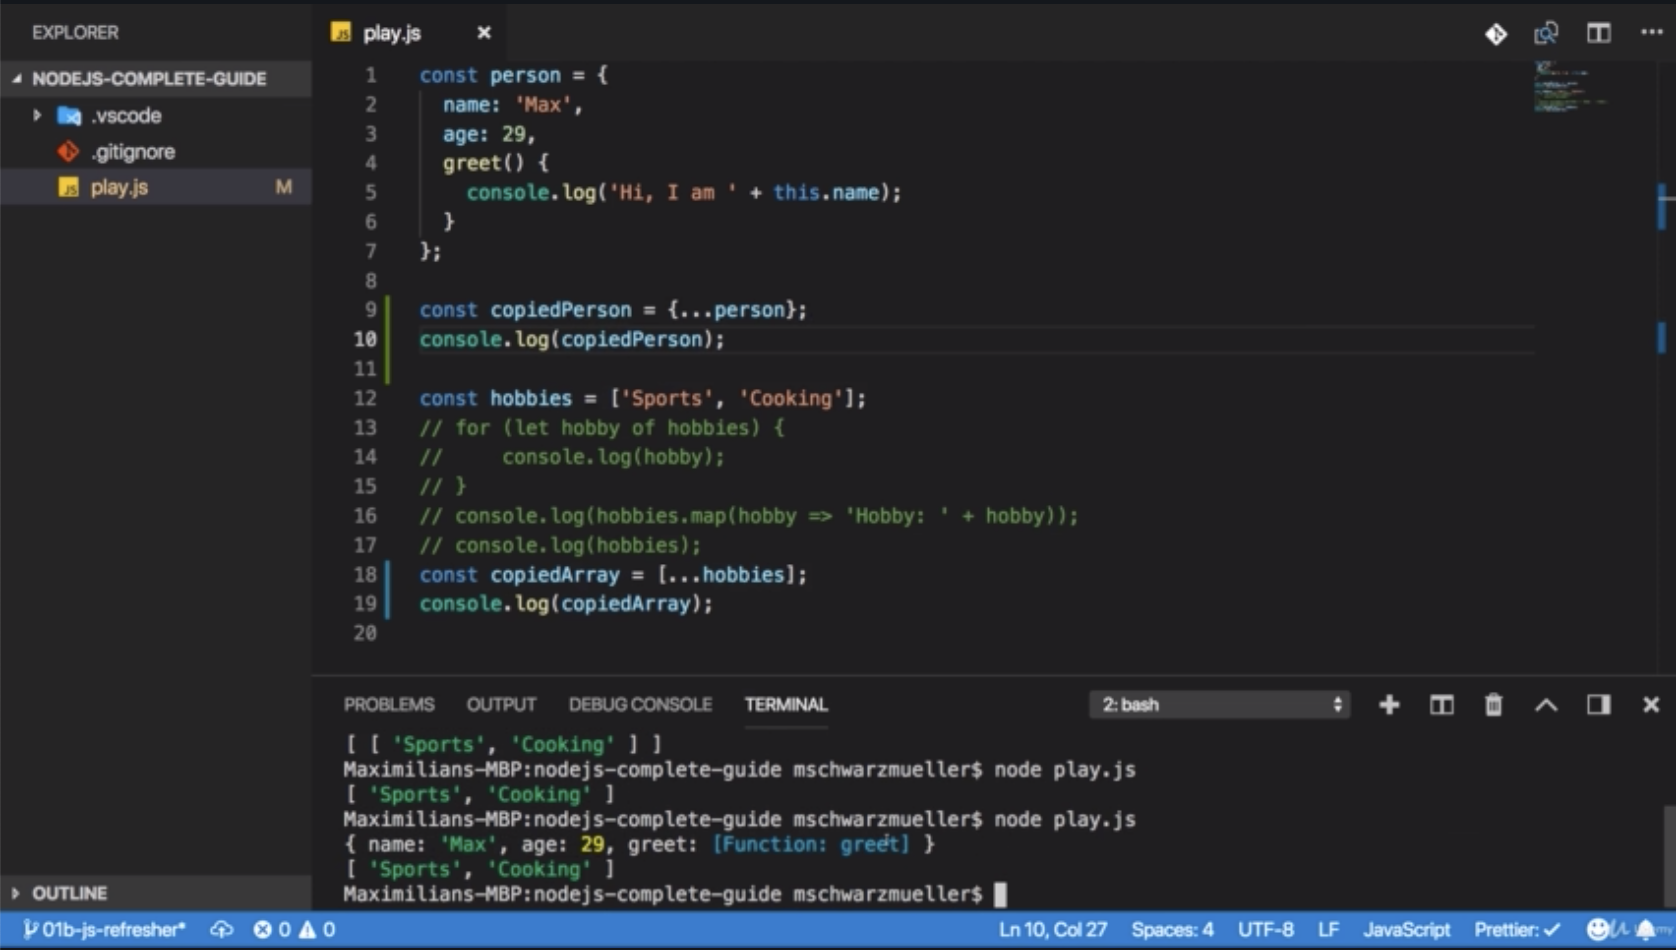 EXPLORER
NODEJS-COMPLETE-GUIDE
.vscode
.gitignore
play.js M
OUTLINE
play.js
1 const person = {
2 name: 'Max',
3 age: 29,
4 greet() {
5 console.log('Hi, I am ' + this.name);
6 }
7 };
8
9 const copiedPerson = {...person};
10 console.log(copiedPerson);
11
12 const hobbies = ['Sports', 'Cooking'];
13 // for (let hobby of hobbies) {
14 //     console.log(hobby);
15 // }
16 // console.log(hobbies.map(hobby => 'Hobby: ' + hobby));
17 // console.log(hobbies);
18 const copiedArray = [...hobbies];
19 console.log(copiedArray);
20
PROBLEMS OUTPUT DEBUG CONSOLE TERMINAL 2: bash
[ [ 'Sports', 'Cooking' ] ]
Maximilians-MBP:nodejs-complete-guide mschwarzmueller$ node play.js
[ 'Sports', 'Cooking' ]
Maximilians-MBP:nodejs-complete-guide mschwarzmueller$ node play.js
{ name: 'Max', age: 29, greet: [Function: greet] }
[ 'Sports', 'Cooking' ]
Maximilians-MBP:nodejs-complete-guide mschwarzmueller$
01b-js-refresher* 0 0 Ln 10, Col 27 Spaces: 4 UTF-8 LF JavaScript Prettier: ✓